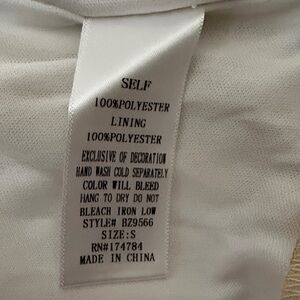 SELF
100%POLYESTER
LINING
100%POLYESTER
EXCLUSIVE OF DECORATION
HAND WASH COLD SEPARATELY
COLOR WILL BLEED
HANG TO DRY DO NOT
BLEACH IRON LOW
STYLE# BZ9566
SIZE:S
RN#174784
MADE IN CHINA